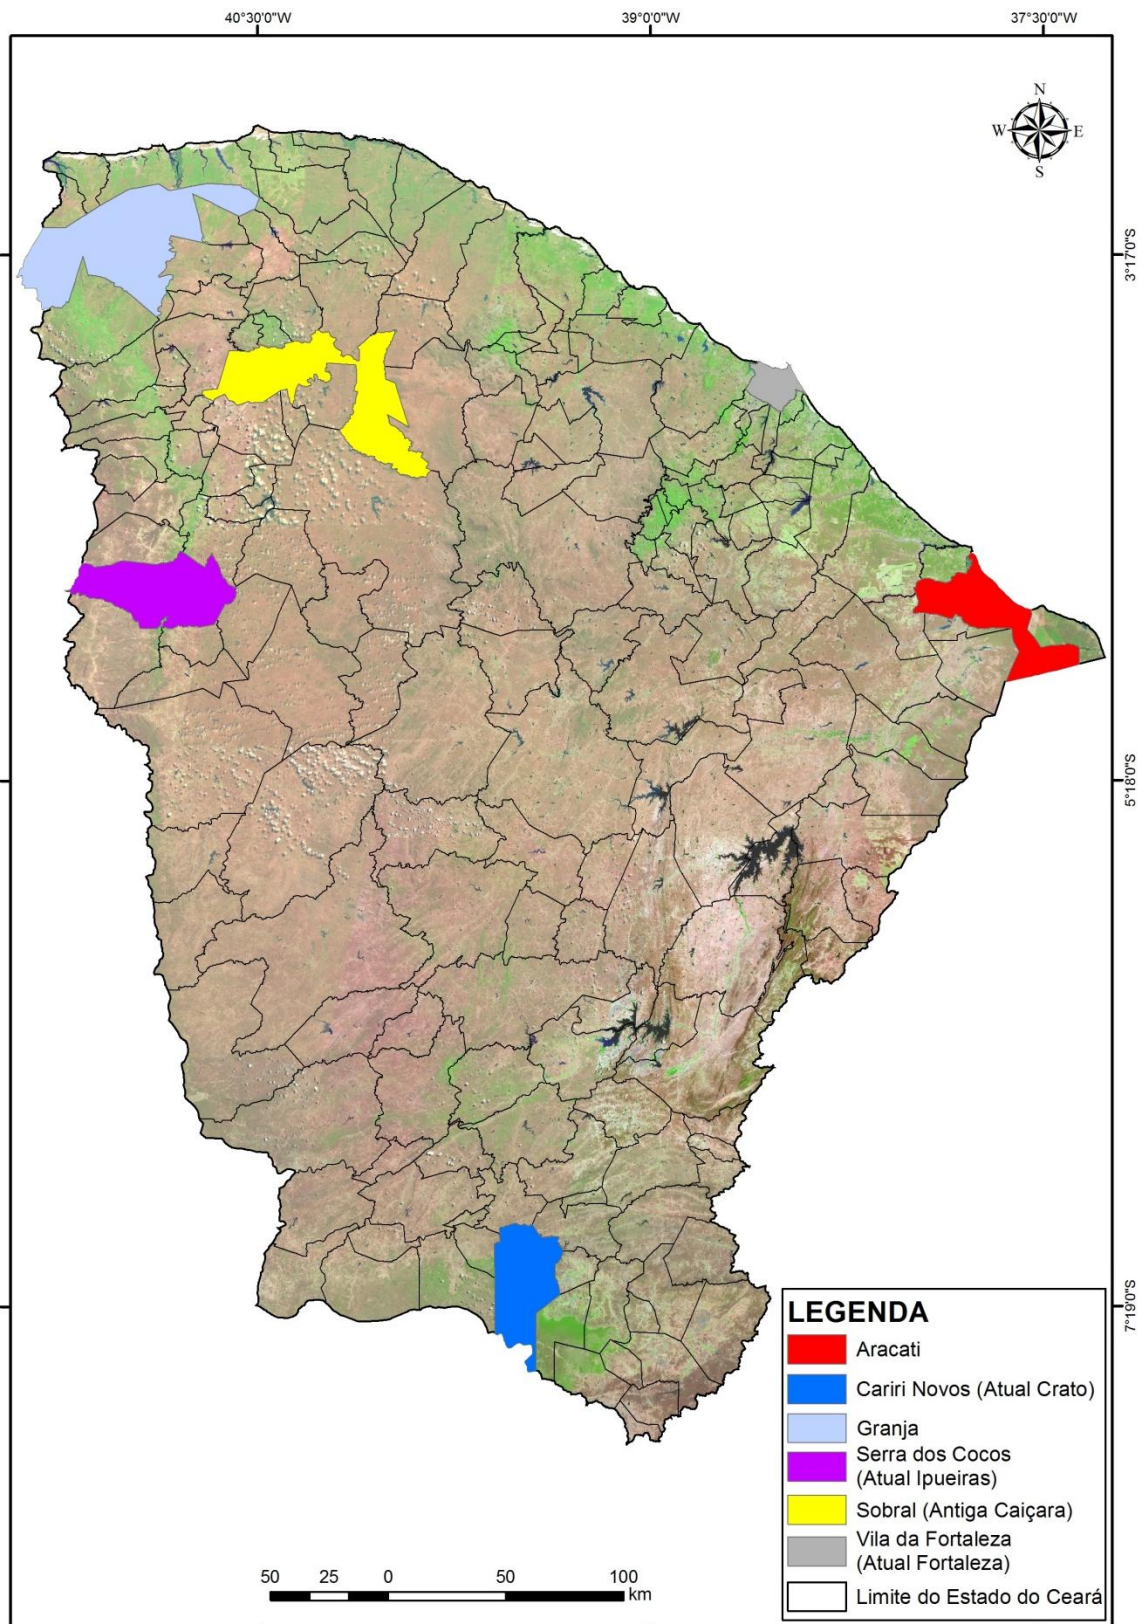 40°30'0"W
39°0'0"W
37°30'0"W
N
W
E
S
3°17'0"S
5°18'0"S
7°19'0"S
LEGENDA
Aracati
Cariri Novos (Atual Crato)
Granja
Serra dos Cocos
(Atual Ipueiras)
Sobral (Antiga Caiçara)
Vila da Fortaleza
(Atual Fortaleza)
Limite do Estado do Ceará
50 25 0 50 100
km